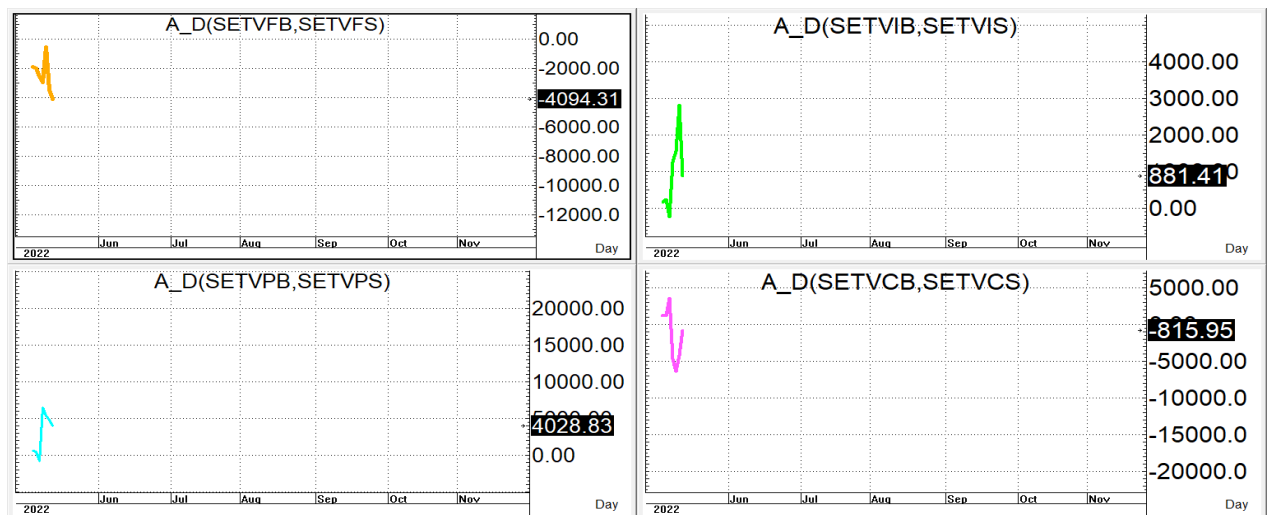 A_D(SETVFB,SETVFS)
0.00
-2000.00
-4094.31
-6000.00
-8000.00
-10000.0
-12000.0
Jun Jul Aug Sep Oct Nov
2022 Day
A_D(SETVIB,SETVIS)
4000.00
3000.00
2000.00
881.41
0.00
Jun Jul Aug Sep Oct Nov
2022 Day
A_D(SETVPB,SETVPS)
20000.00
15000.00
10000.00
4028.83
0.00
Jun Jul Aug Sep Oct Nov
2022 Day
A_D(SETVCB,SETVCS)
5000.00
-815.95
-5000.00
-10000.0
-15000.0
-20000.0
Jun Jul Aug Sep Oct Nov
2022 Day